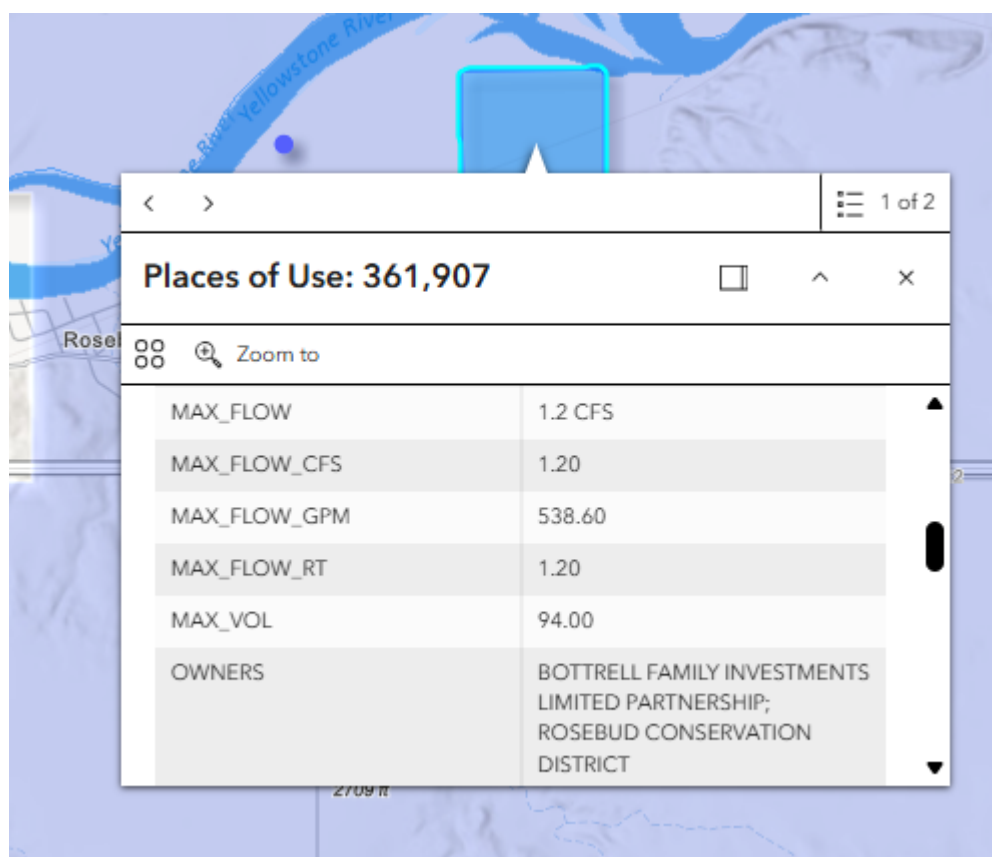 Yellowstone River
ne River
Ye
1 of 2
Places of Use: 361,907
Rosel
Zoom to
MAX_FLOW 1.2 CFS
MAX_FLOW_CFS 1.20
MAX_FLOW_GPM 538.60
MAX_FLOW_RT 1.20
MAX_VOL 94.00
OWNERS BOTTRELL FAMILY INVESTMENTS
LIMITED PARTNERSHIP;
ROSEBUD CONSERVATION
DISTRICT
2709 ft